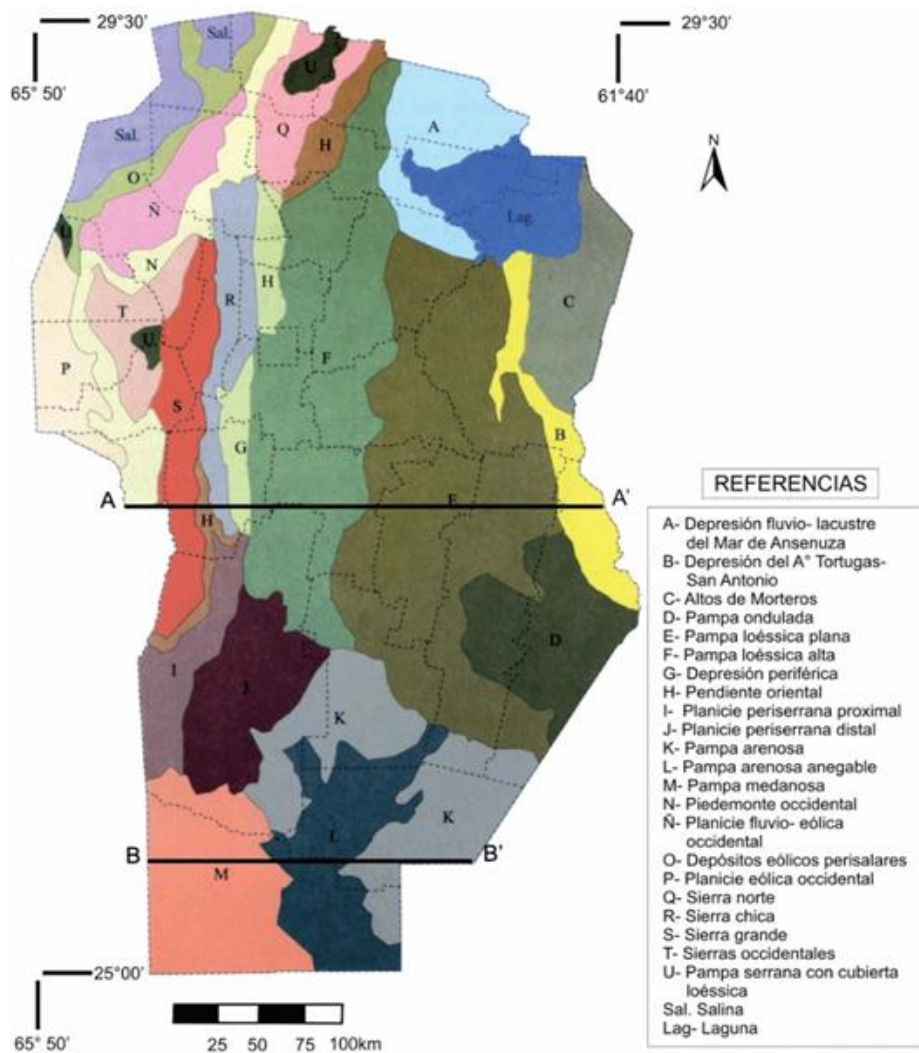 29°30'
29°30'
65° 50'
61°40'
Sal.
U
N
A
Q
H
Sal.
O
Lag.
Ñ
U
N
H
R
C
T
U.
F
P
S
B
G
A
E
A'
H
D
I
J
K
L
K
B
B'
M
25°00'
65° 50'
25 50 75 100km
REFERENCIAS
A- Depresión fluvio- lacustre
del Mar de Ansenuza
B- Depresión del A° Tortugas-
San Antonio
C- Altos de Morteros
D- Pampa ondulada
E- Pampa loéssica plana
F- Pampa loéssica alta
G- Depresión periférica
H- Pendiente oriental
I- Planicie periserrana proximal
J- Planicie periserrana distal
K- Pampa arenosa
L- Pampa arenosa anegable
M- Pampa medanosa
N- Piedemonte occidental
Ñ- Planicie fluvio- eólica
occidental
O- Depósitos eólicos perisalares
P- Planicie eólica occidental
Q- Sierra norte
R- Sierra chica
S- Sierra grande
T- Sierras occidentales
U- Pampa serrana con cubierta
loéssica
Sal. Salina
Lag- Laguna